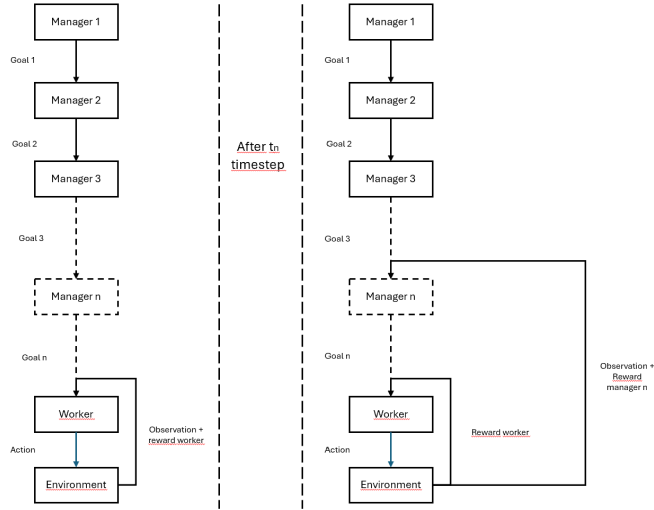 Manager 1
Goal 1
Manager 2
Goal 2
Manager 3
Goal 3
Manager n
Goal n
Worker
Observation +
reward worker
Action
Environment
After tn
timestep
Manager 1
Goal 1
Manager 2
Goal 2
Manager 3
Goal 3
Manager n
Goal n
Observation +
Reward
manager n
Worker
Reward worker
Action
Environment